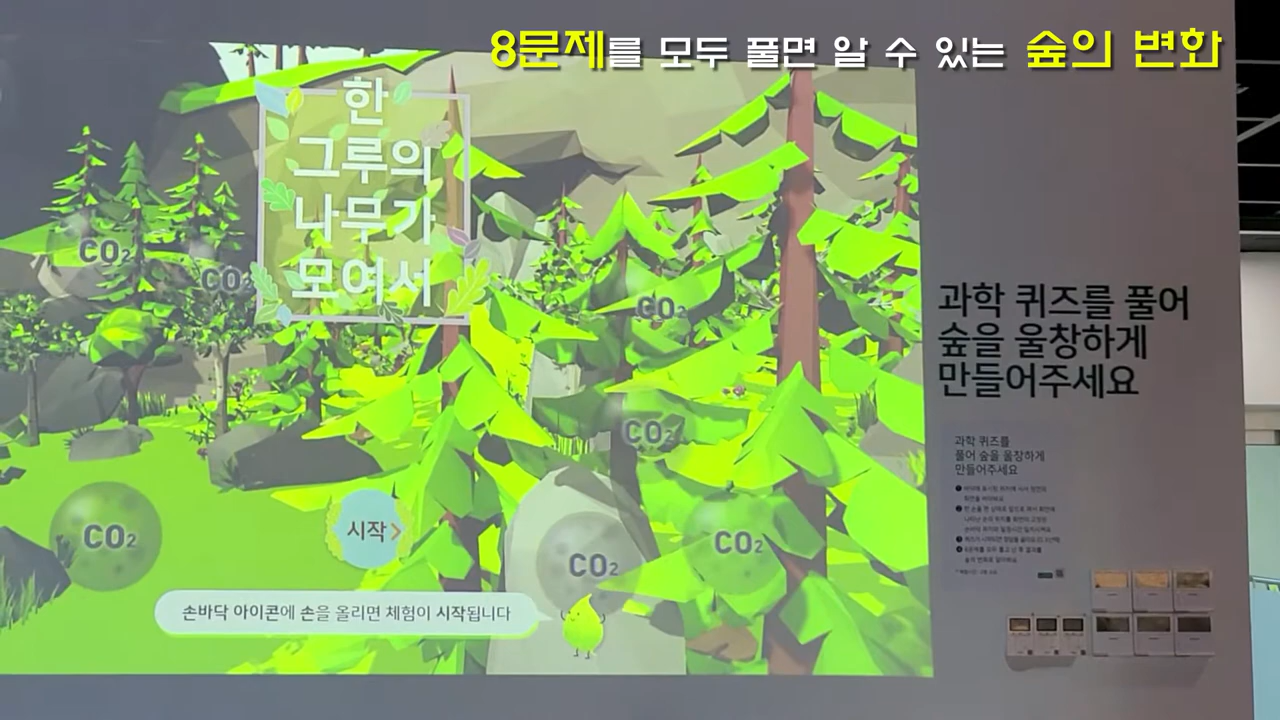 8문제를 모두 풀면 알 수 있는 숲의 변화
한
그루의
나무가
모여서
CO2
CO2
CO2
CO2
CO2
CO2
CO2
시작
손바닥 아이콘에 손을 올리면 체험이 시작됩니다
과학 퀴즈를 풀어
숲을 울창하게
만들어주세요
과학 퀴즈를
풀어 숲을 울창하게
만들어주세요